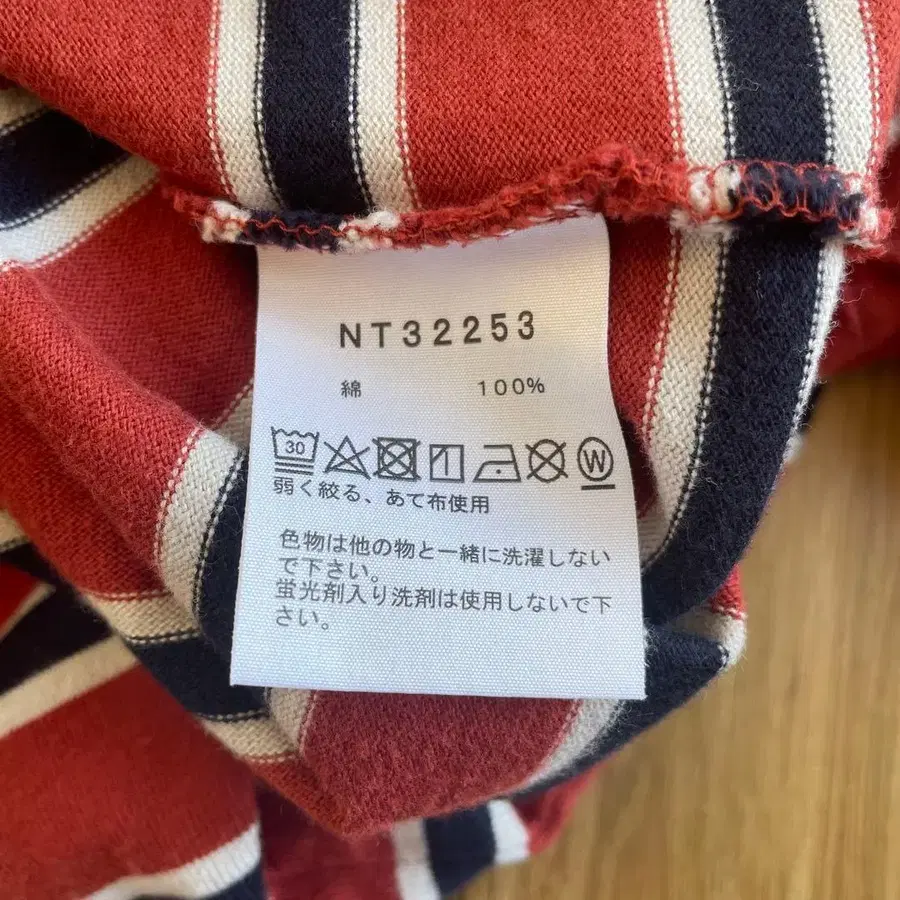 NT32253
綿 100%
30 W
弱く絞る、あて布使用
色物は他の物と一緒に洗濯しない
で下さい。
蛍光剤入り洗剤は使用しないで下
さい。